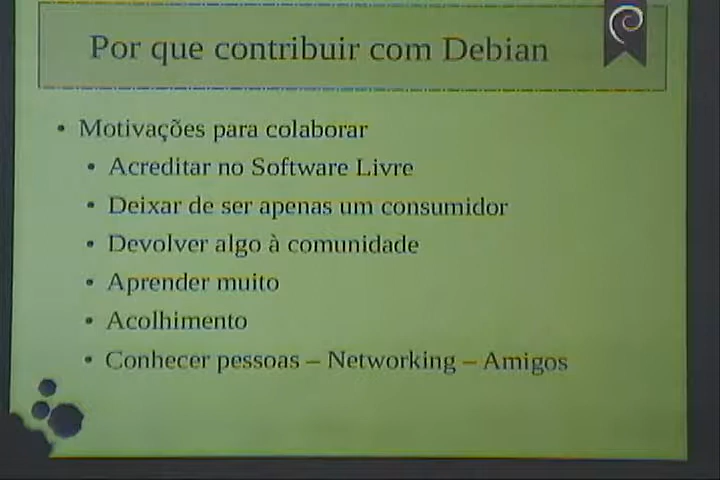 Por que contribuir com Debian
• Motivações para colaborar
• Acreditar no Software Livre
• Deixar de ser apenas um consumidor
• Devolver algo à comunidade
• Aprender muito
• Acolhimento
• Conhecer pessoas – Networking – Amigos